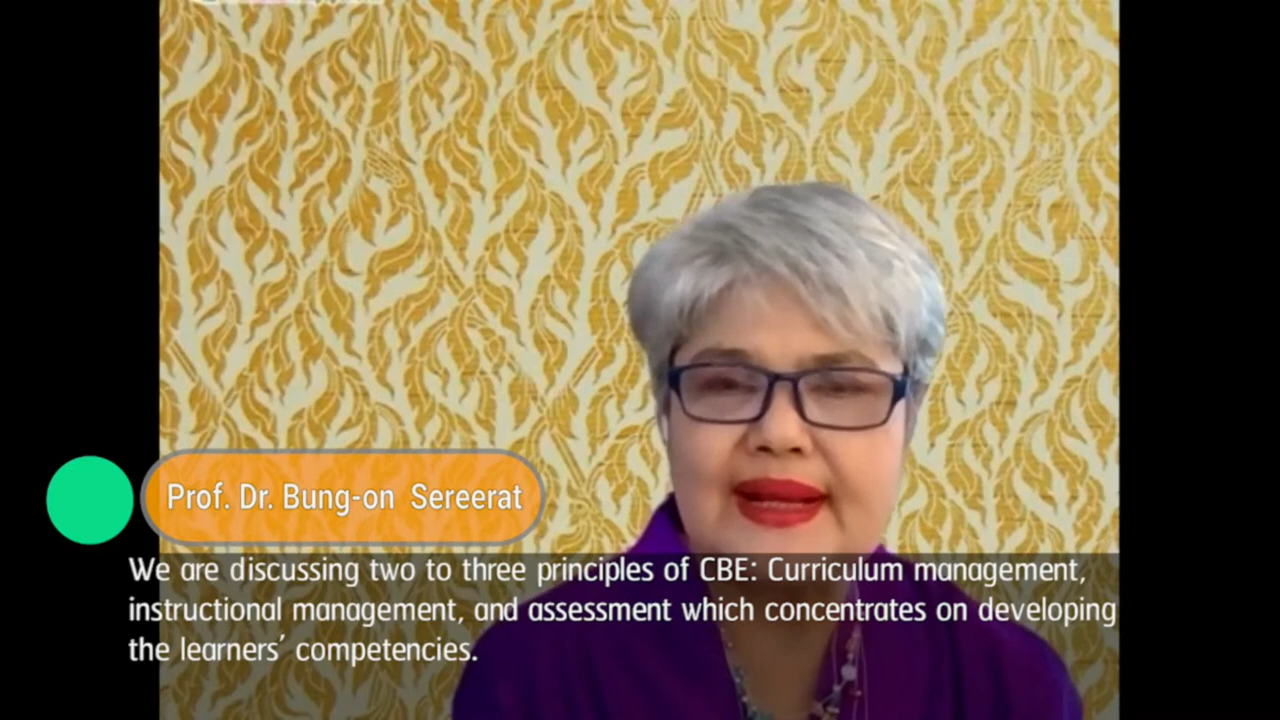 Prof. Dr. Bung-on Sereerat
We are discussing two to three principles of CBE: Curriculum management,
instructional management, and assessment which concentrates on developing
the learners’ competencies.